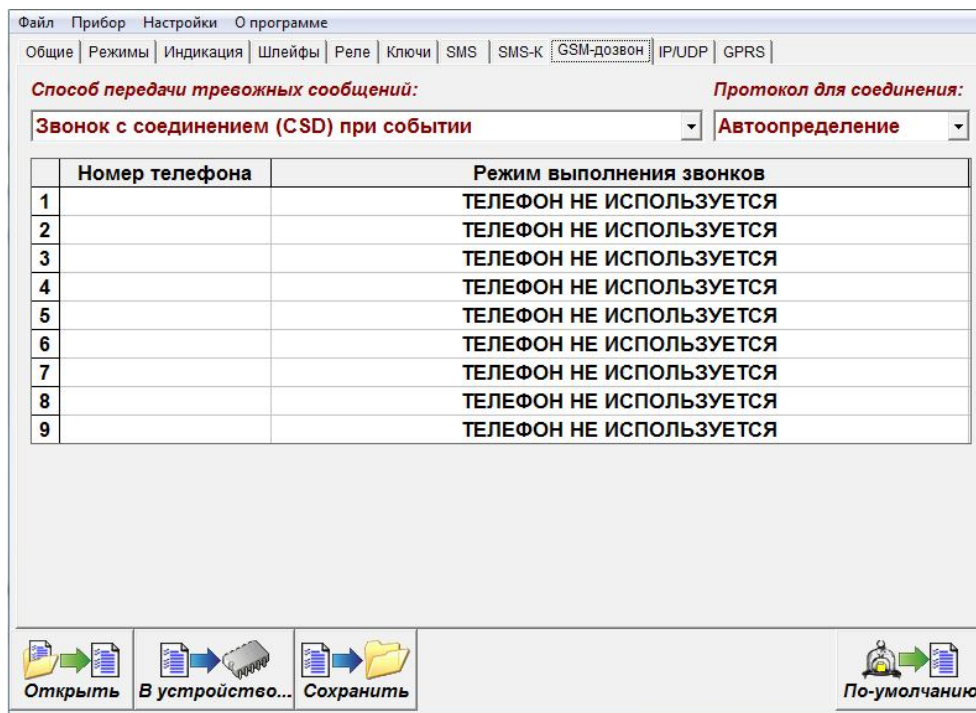 Файл Прибор Настройки О программе
Общие Режимы Индикация Шлейфы Реле Ключи SMS SMS-K GSM-дозвон IP/UDP GPRS
Способ передачи тревожных сообщений: Протокол для соединения:
Звонок с соединением (CSD) при событии Автоопределение
Номер телефона Режим выполнения звонков
1 ТЕЛЕФОН НЕ ИСПОЛЬЗУЕТСЯ
2 ТЕЛЕФОН НЕ ИСПОЛЬЗУЕТСЯ
3 ТЕЛЕФОН НЕ ИСПОЛЬЗУЕТСЯ
4 ТЕЛЕФОН НЕ ИСПОЛЬЗУЕТСЯ
5 ТЕЛЕФОН НЕ ИСПОЛЬЗУЕТСЯ
6 ТЕЛЕФОН НЕ ИСПОЛЬЗУЕТСЯ
7 ТЕЛЕФОН НЕ ИСПОЛЬЗУЕТСЯ
8 ТЕЛЕФОН НЕ ИСПОЛЬЗУЕТСЯ
9 ТЕЛЕФОН НЕ ИСПОЛЬЗУЕТСЯ
Открыть В устройство... Сохранить По-умолчанию